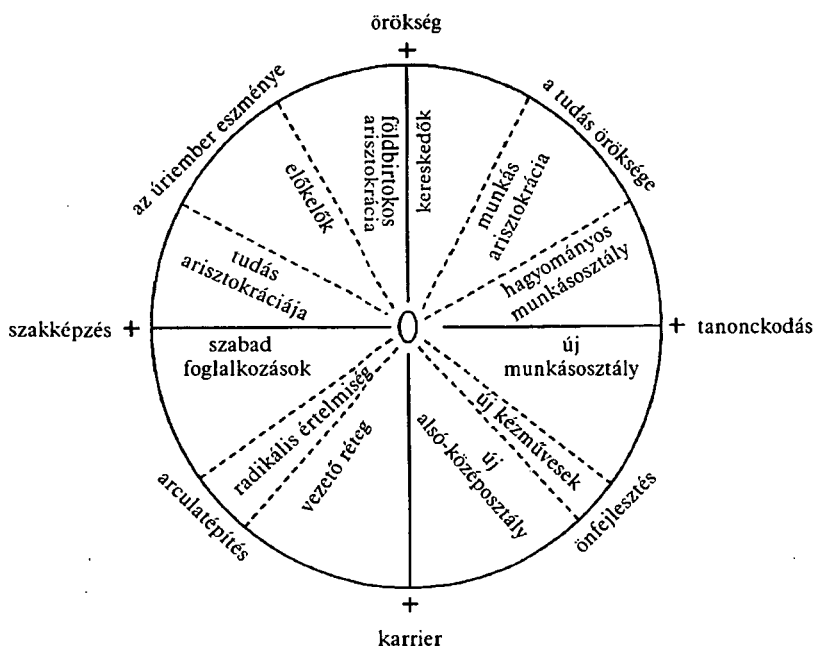 örökség
+
az úriember eszménye
a tudás öröksége
előkelők
földbirtokos
arisztokrácia
kereskedők
munkás
arisztokrácia
tudás
arisztokráciája
hagyományos
munkásosztály
szakképzés +
0
+ tanonckodás
szabad
foglalkozások
új
munkásosztály
radikális értelmiség
vezető réteg
új
alsó-középosztály
új kézművesek
arculatépítés
önfejlesztés
+
karrier